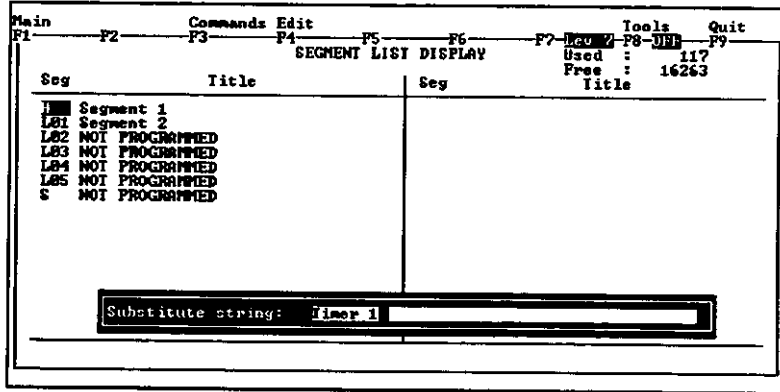 Main Commands Edit Tools Quit
F1 F2 F3 F4 F5 F6 F7 Lev ? F8 OFF F9
SEGMENT LIST DISPLAY
Used : 117
Free : 16263
Seg Title Seg Title
H Segment 1
L01 Segment 2
L02 NOT PROGRAMMED
L03 NOT PROGRAMMED
L04 NOT PROGRAMMED
L05 NOT PROGRAMMED
S NOT PROGRAMMED
Substitute string: Timer 1